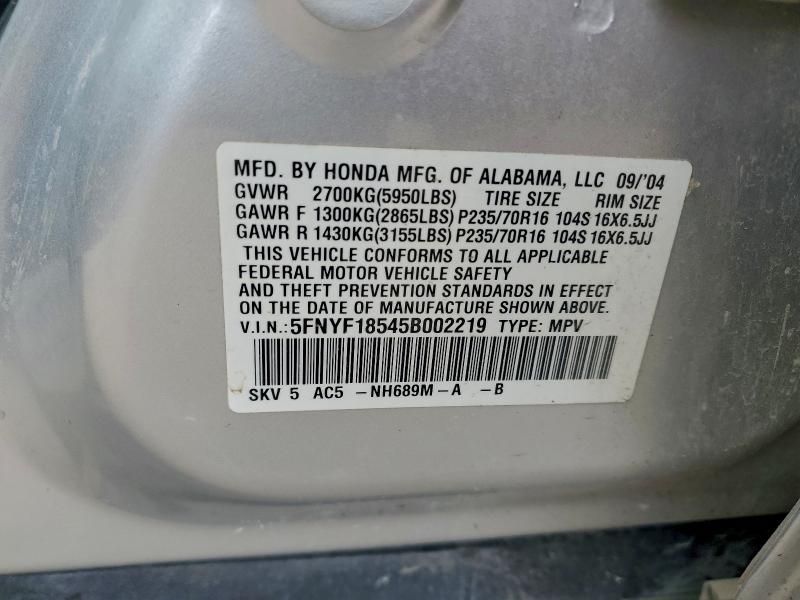 MFD. BY HONDA MFG. OF ALABAMA, LLC 09/'04
GVWR 2700KG(5950LBS) TIRE SIZE RIM SIZE
GAWR F 1300KG(2865LBS) P235/70R16 104S 16X6.5JJ
GAWR R 1430KG(3155LBS) P235/70R16 104S 16X6.5JJ
THIS VEHICLE CONFORMS TO ALL APPLICABLE
FEDERAL MOTOR VEHICLE SAFETY
AND THEFT PREVENTION STANDARDS IN EFFECT
ON THE DATE OF MANUFACTURE SHOWN ABOVE.
V.I.N.: 5FNYF18545B002219 TYPE: MPV
SKV 5 AC5 -NH689M-A -B